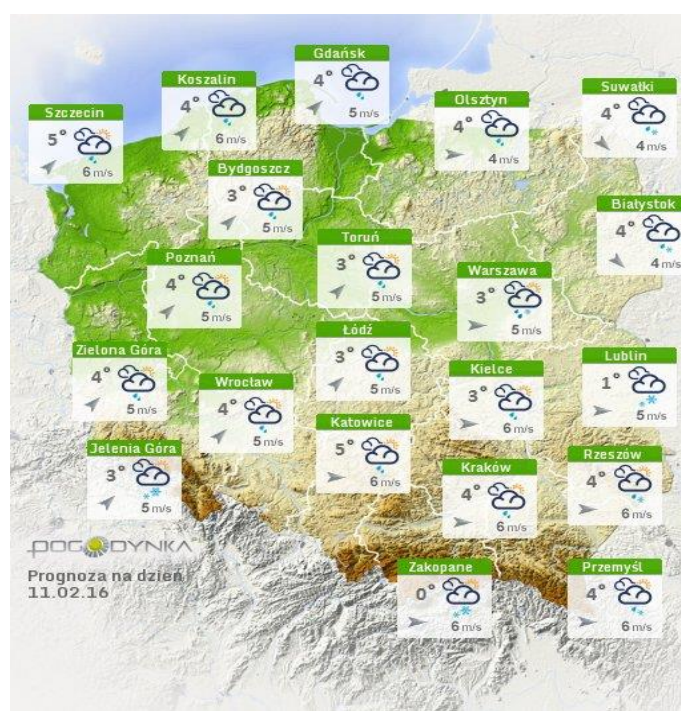 Gdańsk
4°
5 m/s
Koszalin
4°
6 m/s
Suwałki
4°
4 m/s
Olsztyn
4°
4 m/s
Szczecin
5°
6 m/s
Bydgoszcz
3°
5 m/s
Białystok
4°
4 m/s
Toruń
3°
5 m/s
Poznań
4°
5 m/s
Warszawa
3°
5 m/s
Łódź
3°
5 m/s
Zielona Góra
4°
5 m/s
Lublin
1°
5 m/s
Kielce
3°
6 m/s
Wrocław
4°
5 m/s
Katowice
5°
6 m/s
Jelenia Góra
3°
5 m/s
Rzeszów
4°
6 m/s
Kraków
4°
6 m/s
POGODYNKA
Prognoza na dzień
11.02.16
Zakopane
0°
6 m/s
Przemyśl
4°
6 m/s